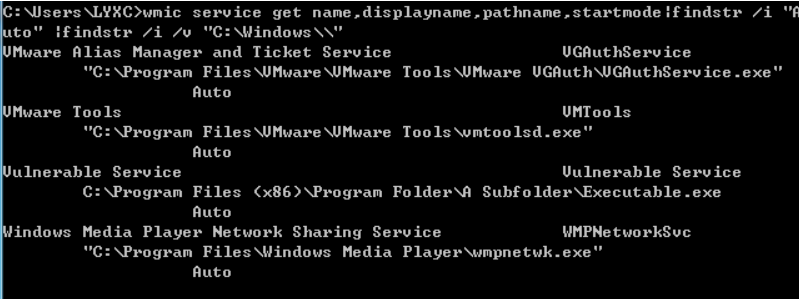 C:\Users\LYXC>wmic service get name,displayname,pathname,startmode|findstr /i "A
uto" |findstr /i /v "C:\Windows\\"
VMware Alias Manager and Ticket Service VGAuthService
"C:\Program Files\VMware\VMware Tools\VMware VGAuth\VGAuthService.exe"
Auto
VMware Tools VMTools
"C:\Program Files\VMware\VMware Tools\vmtoolsd.exe"
Auto
Vulnerable Service Vulnerable Service
C:\Program Files (x86)\Program Folder\A Subfolder\Executable.exe
Auto
Windows Media Player Network Sharing Service WMPNetworkSvc
"C:\Program Files\Windows Media Player\wmpnetwk.exe"
Auto